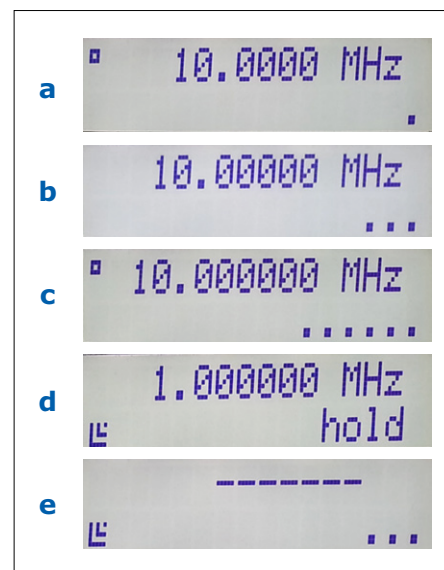 a
10.0000 MHz
.
b
10.00000 MHz
...
c
10.000000 MHz
......
d
1.000000 MHz
hold
e
-------
...